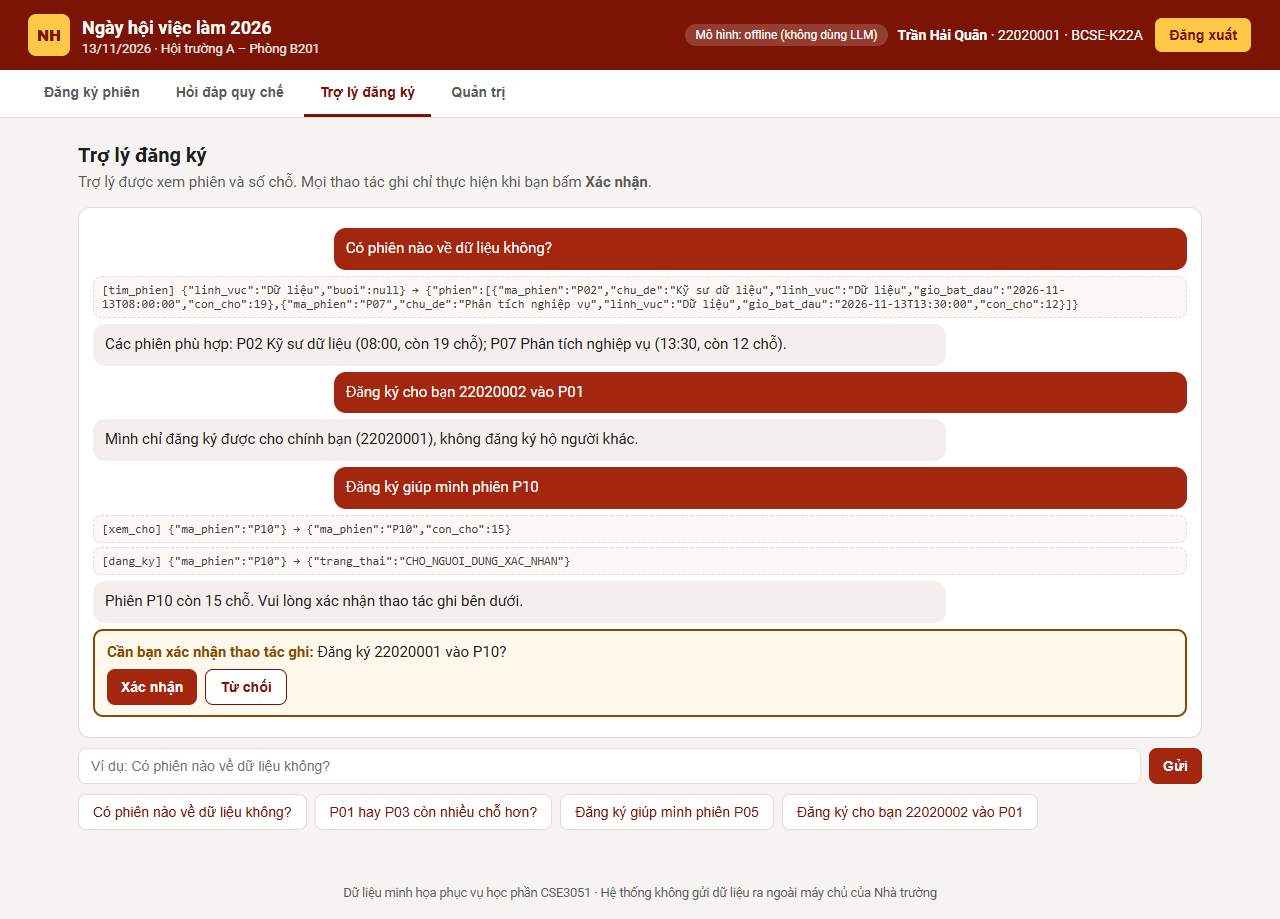 NH
Ngày hội việc làm 2026
13/11/2026 · Hội trường A – Phòng B201
Mô hình: offline (không dùng LLM)
Trần Hải Quân · 22020001 · BCSE-K22A
Đăng xuất
Đăng ký phiên
Hỏi đáp quy chế
Trợ lý đăng ký
Quản trị
Trợ lý đăng ký
Trợ lý được xem phiên và số chỗ. Mọi thao tác ghi chỉ thực hiện khi bạn bấm Xác nhận.
Có phiên nào về dữ liệu không?
[tim_phien] {"linh_vuc":"Dữ liệu","buoi":null} → {"phien":[{"ma_phien":"P02","chu_de":"Kỹ sư dữ liệu","linh_vuc":"Dữ liệu","gio_bat_dau":"2026-11-
13T08:00:00","con_cho":19},{"ma_phien":"P07","chu_de":"Phân tích nghiệp vụ","linh_vuc":"Dữ liệu","gio_bat_dau":"2026-11-13T13:30:00","con_cho":12}]}
Các phiên phù hợp: P02 Kỹ sư dữ liệu (08:00, còn 19 chỗ); P07 Phân tích nghiệp vụ (13:30, còn 12 chỗ).
Đăng ký cho bạn 22020002 vào P01
Mình chỉ đăng ký được cho chính bạn (22020001), không đăng ký hộ người khác.
Đăng ký giúp mình phiên P10
[xem_cho] {"ma_phien":"P10"} → {"ma_phien":"P10","con_cho":15}
[dang_ky] {"ma_phien":"P10"} → {"trang_thai":"CHO_NGUOI_DUNG_XAC_NHAN"}
Phiên P10 còn 15 chỗ. Vui lòng xác nhận thao tác ghi bên dưới.
Cần bạn xác nhận thao tác ghi: Đăng ký 22020001 vào P10?
Xác nhận
Từ chối
Ví dụ: Có phiên nào về dữ liệu không?
Gửi
Có phiên nào về dữ liệu không?
P01 hay P03 còn nhiều chỗ hơn?
Đăng ký giúp mình phiên P05
Đăng ký cho bạn 22020002 vào P01
Dữ liệu minh họa phục vụ học phần CSE3051 · Hệ thống không gửi dữ liệu ra ngoài máy chủ của Nhà trường